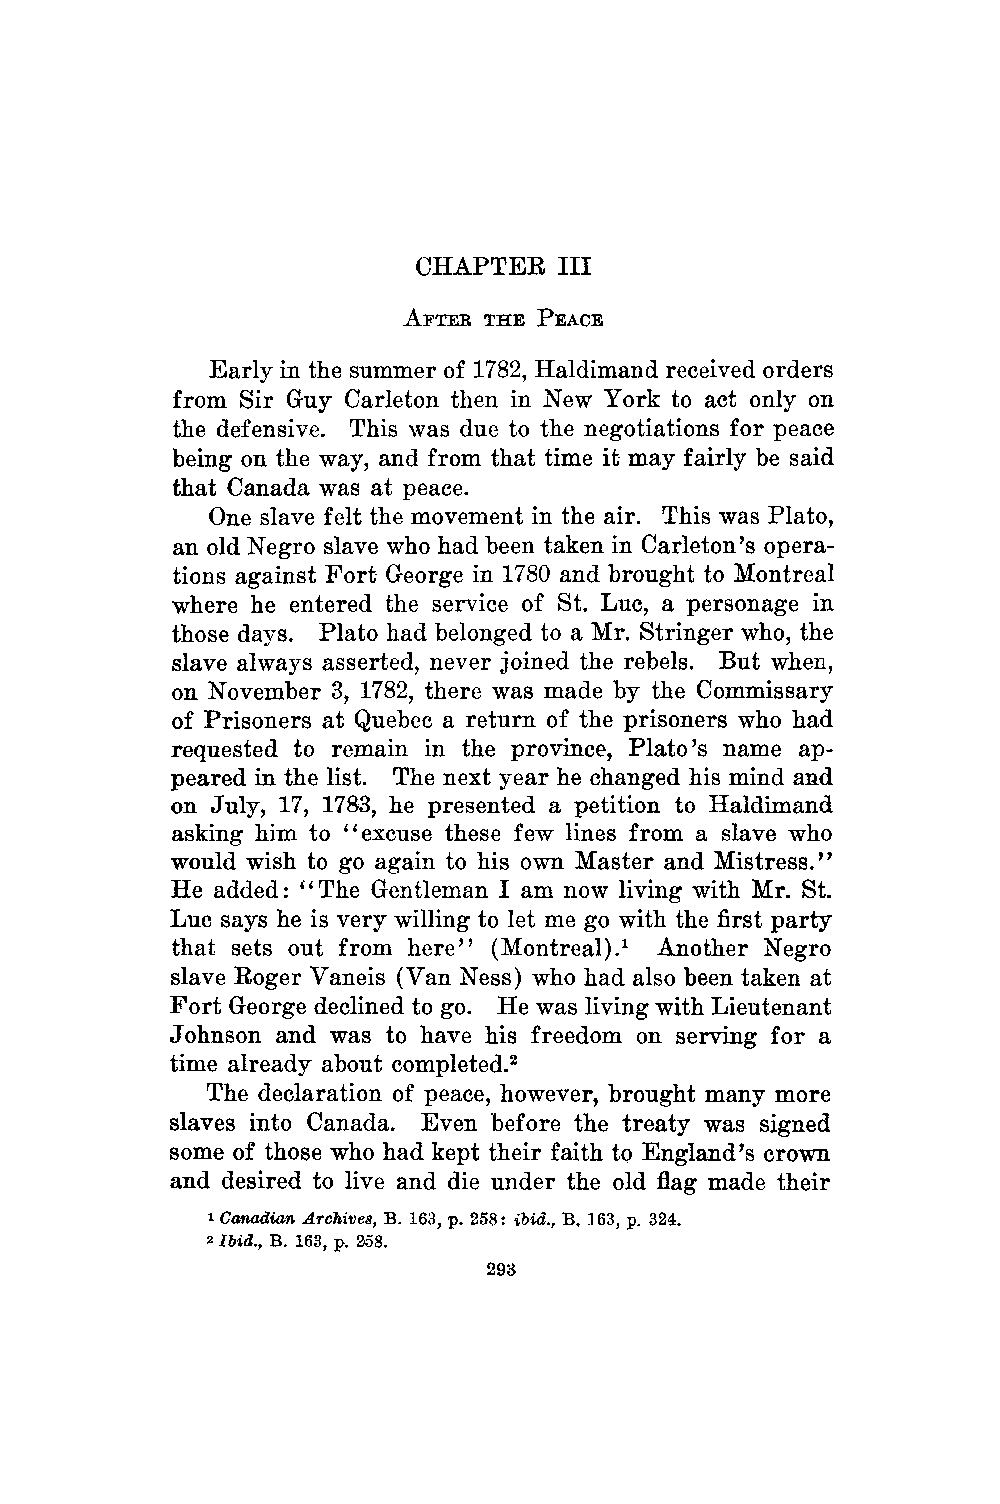 CHAPTER III
After the Peace
Early in the summer of 1782, Haldimand received orders
from Sir Guy Carleton then in New York to act only on
the defensive. This was due to the negotiations for peace
being on the way, and from that time it may fairly be said
that Canada was at peace.
One slave felt the movement in the air. This was Plato,
an old Negro slave who had been taken in Carleton's opera-
tions against Fort George in 1780 and brought to Montreal
where he entered the service of St. Luc, a personage in
those days. Plato had belonged to a Mr. Stringer who, the
slave always asserted, never joined the rebels. But when,
on November 3, 1782, there was made by the Commissary
of Prisoners at Quebec a return of the prisoners who had
requested to remain in the province, Plato's name ap-
peared in the list. The next year he changed his mind and
on July, 17, 1783, he presented a petition to Haldimand
asking him to "excuse these few lines from a slave who
would wish to go again to his own Master and Mistress."
He added: "The Gentleman I am now living with Mr. St.
Luc says he is very willing to let me go with the first party
that sets out from here" (Montreal).¹ Another Negro
slave Roger Vaneis (Van Ness) who had also been taken at
Fort George declined to go. He was living with Lieutenant
Johnson and was to have his freedom on serving for a
time already about completed.²
The declaration of peace, however, brought many more
slaves into Canada. Even before the treaty was signed
some of those who had kept their faith to England's crown
and desired to live and die under the old flag made their
¹ Canadian Archives, B. 163, p. 258: ibid., B. 163, p. 324.
² Ibid., B. 163, p. 258.
293